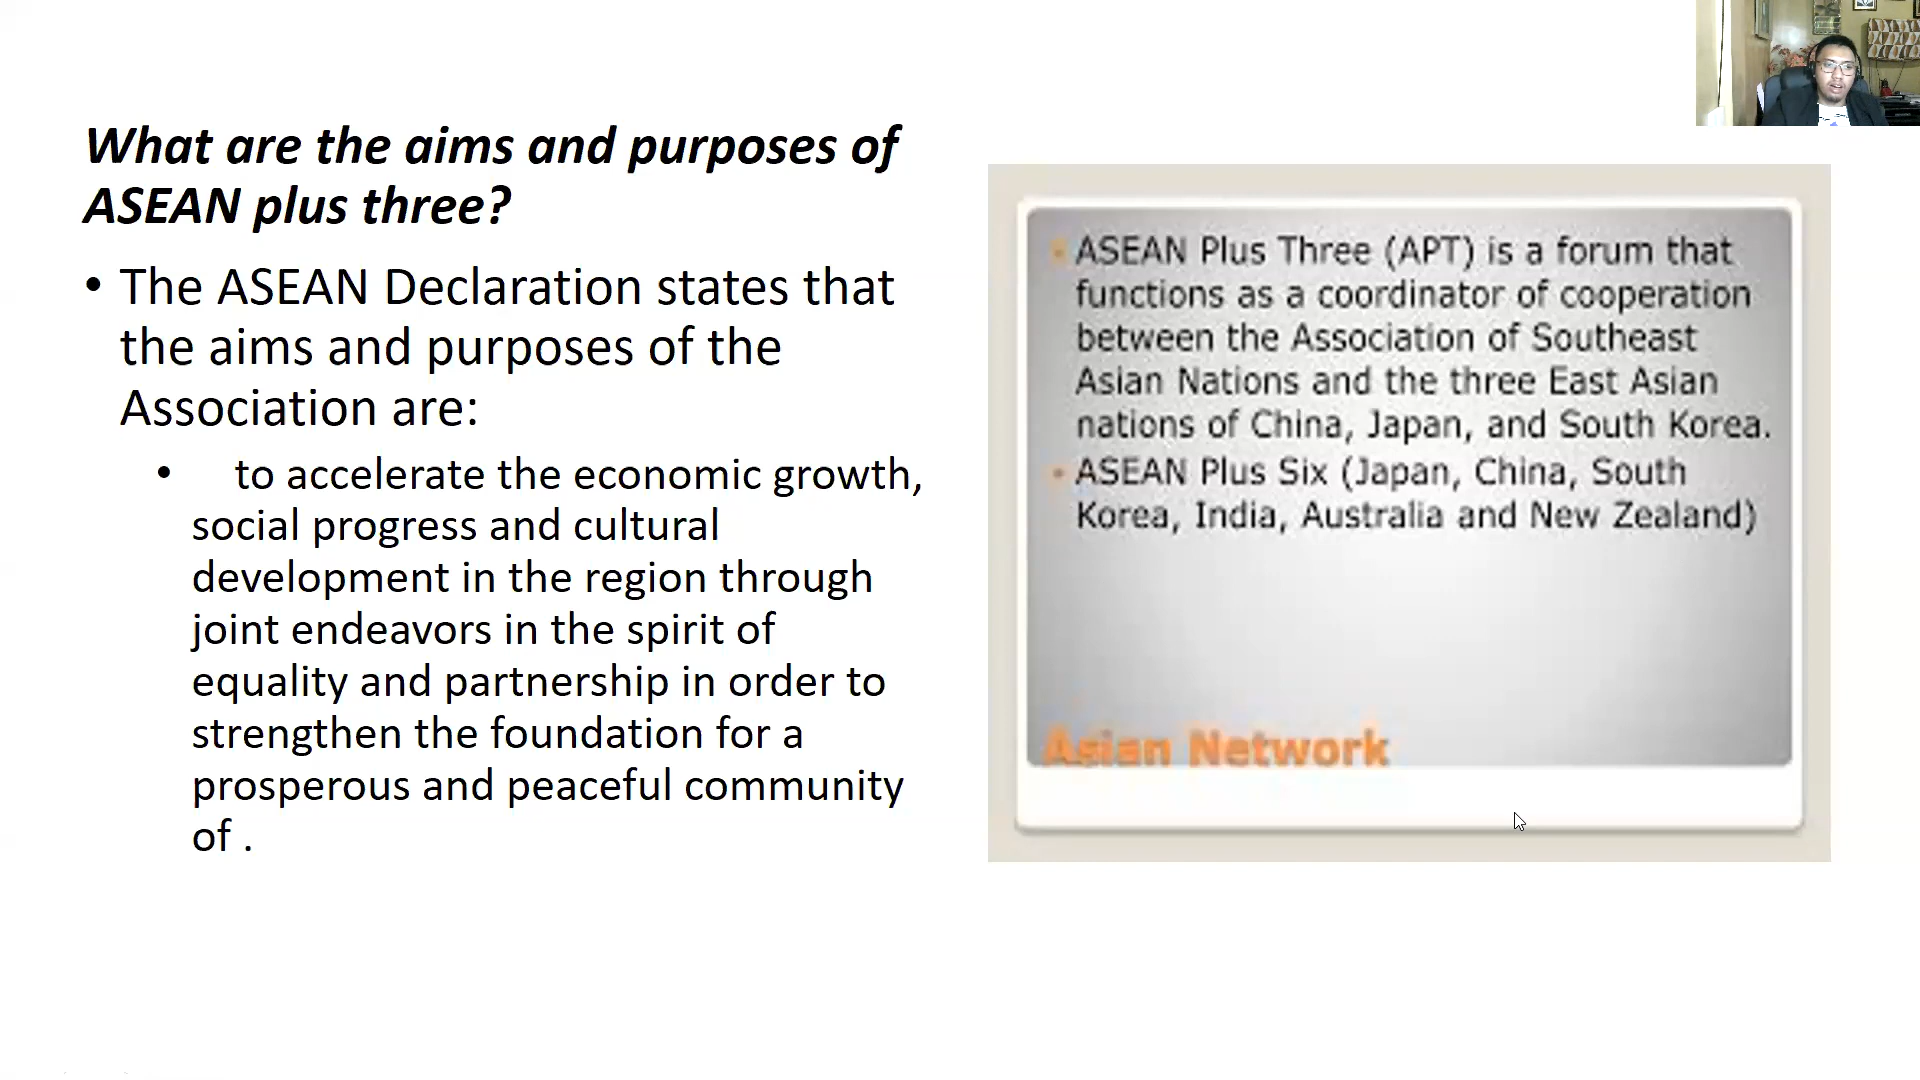 What are the aims and purposes of
ASEAN plus three?
• The ASEAN Declaration states that
the aims and purposes of the
Association are:
• to accelerate the economic growth,
social progress and cultural
development in the region through
joint endeavors in the spirit of
equality and partnership in order to
strengthen the foundation for a
prosperous and peaceful community
of .
• ASEAN Plus Three (APT) is a forum that
functions as a coordinator of cooperation
between the Association of Southeast
Asian Nations and the three East Asian
nations of China, Japan, and South Korea.
• ASEAN Plus Six (Japan, China, South
Korea, India, Australia and New Zealand)
Asian Network